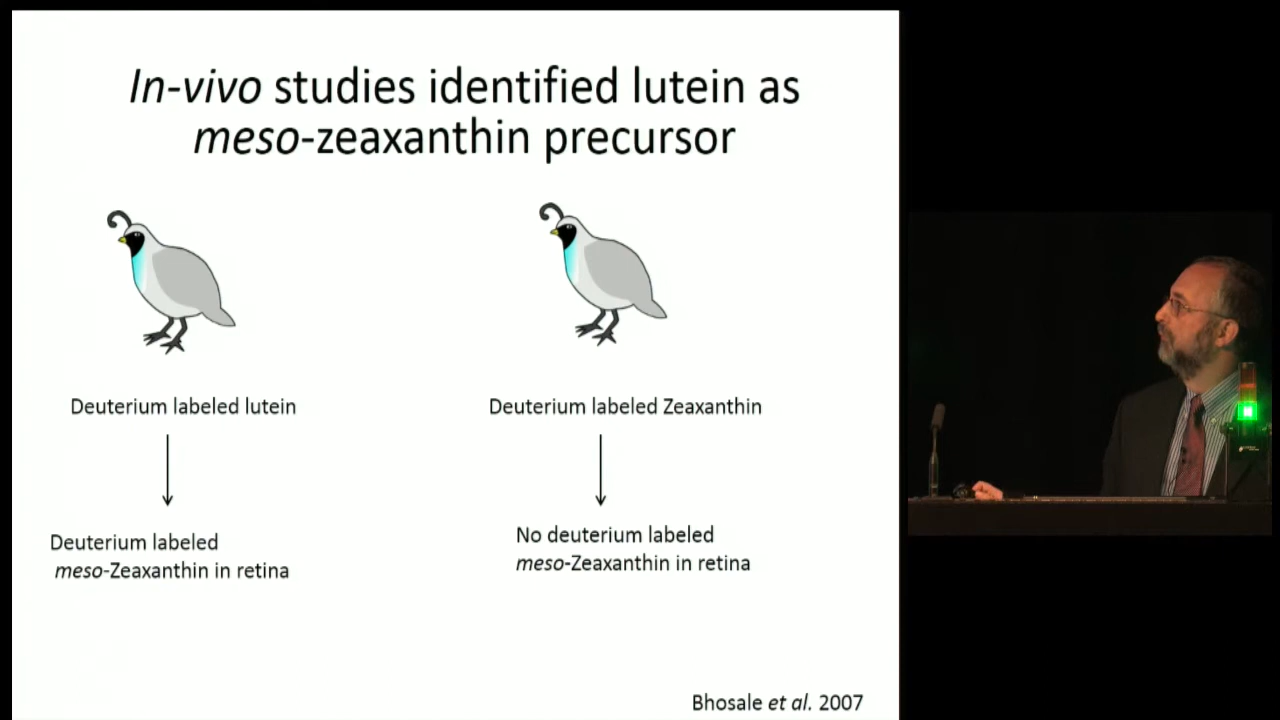 In-vivo studies identified lutein as
meso-zeaxanthin precursor
Deuterium labeled lutein
Deuterium labeled Zeaxanthin
Deuterium labeled
meso-Zeaxanthin in retina
No deuterium labeled
meso-Zeaxanthin in retina
Bhosale et al. 2007